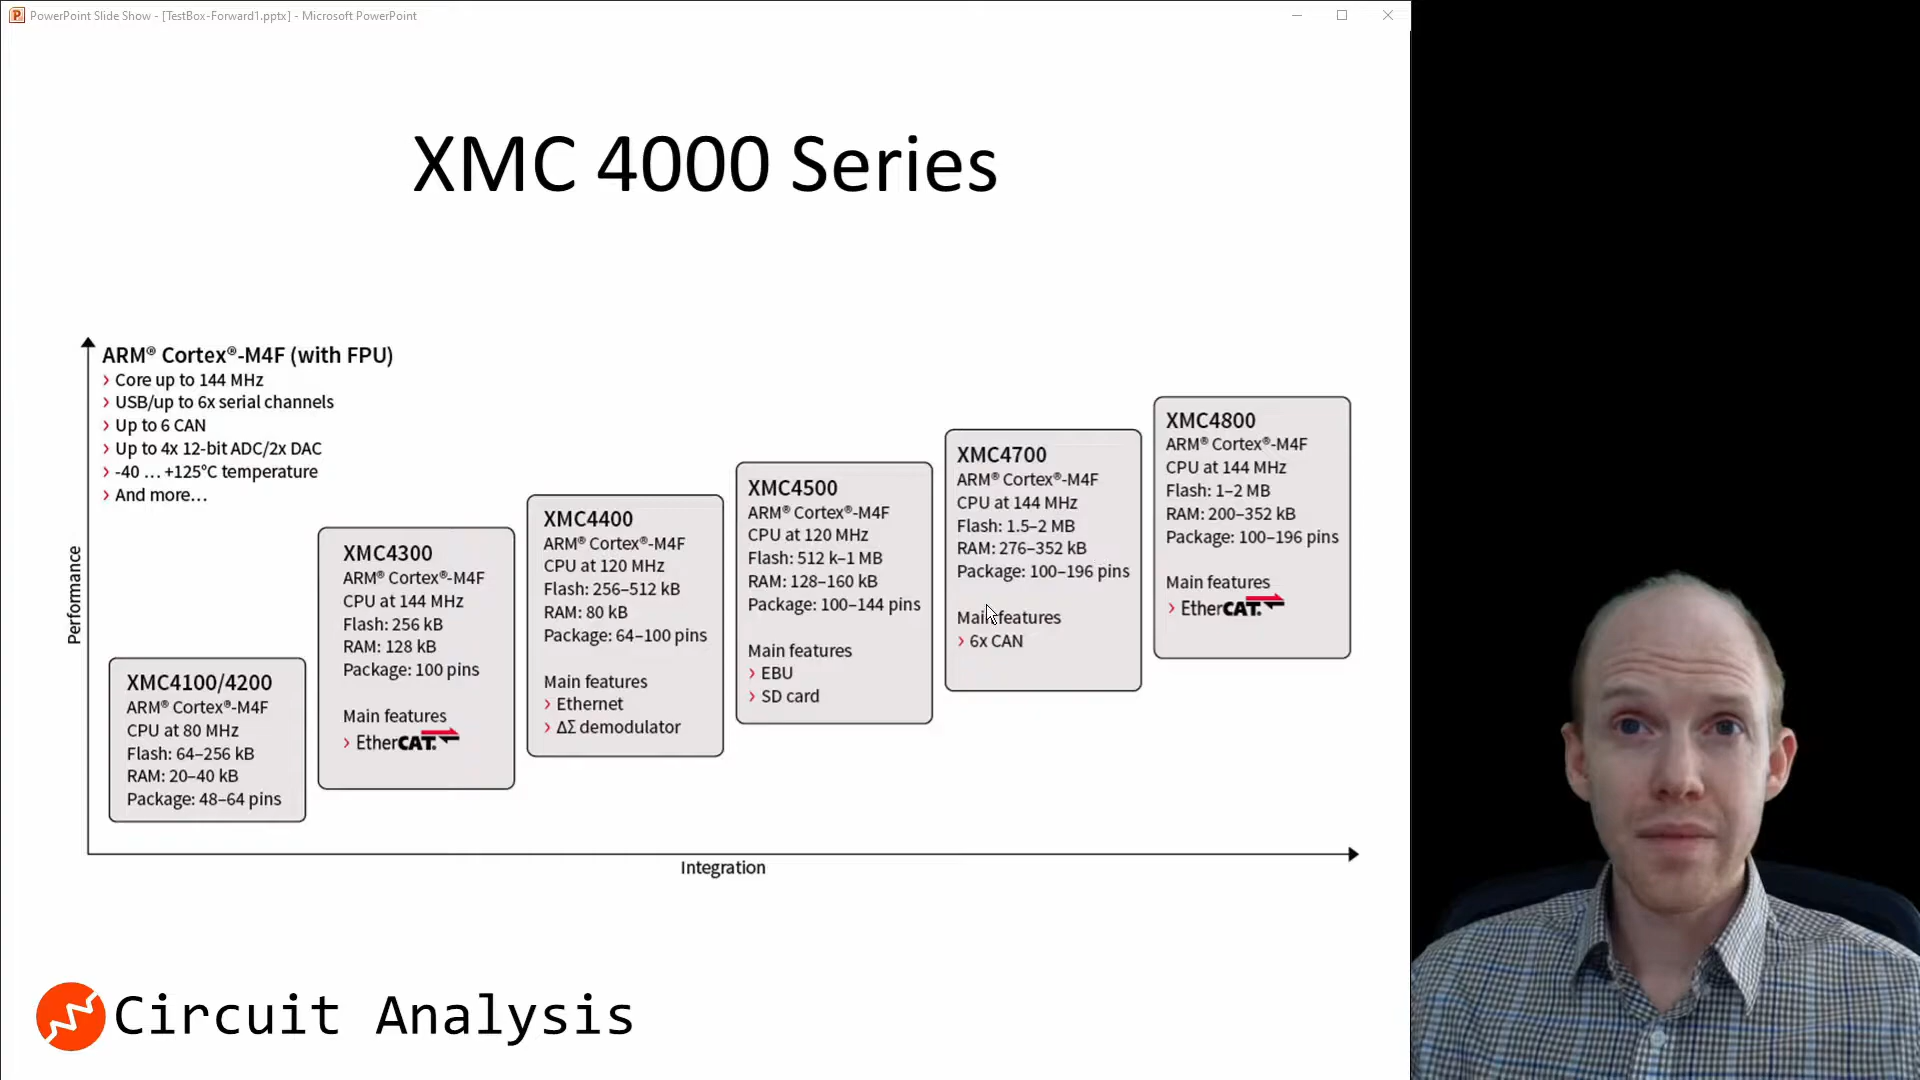 PowerPoint Slide Show - [TestBox-Forward1.pptx] - Microsoft PowerPoint
XMC 4000 Series
ARM® Cortex®-M4F (with FPU)
› Core up to 144 MHz
› USB/up to 6x serial channels
› Up to 6 CAN
› Up to 4x 12-bit ADC/2x DAC
› -40 … +125°C temperature
› And more…
Performance
XMC4100/4200
ARM® Cortex®-M4F
CPU at 80 MHz
Flash: 64–256 kB
RAM: 20–40 kB
Package: 48–64 pins
XMC4300
ARM® Cortex®-M4F
CPU at 144 MHz
Flash: 256 kB
RAM: 128 kB
Package: 100 pins
Main features
› EtherCAT.
XMC4400
ARM® Cortex®-M4F
CPU at 120 MHz
Flash: 256–512 kB
RAM: 80 kB
Package: 64–100 pins
Main features
› Ethernet
› ΔΣ demodulator
XMC4500
ARM® Cortex®-M4F
CPU at 120 MHz
Flash: 512 k–1 MB
RAM: 128–160 kB
Package: 100–144 pins
Main features
› EBU
› SD card
XMC4700
ARM® Cortex®-M4F
CPU at 144 MHz
Flash: 1.5–2 MB
RAM: 276–352 kB
Package: 100–196 pins
Main features
› 6x CAN
XMC4800
ARM® Cortex®-M4F
CPU at 144 MHz
Flash: 1–2 MB
RAM: 200–352 kB
Package: 100–196 pins
Main features
› EtherCAT.
Integration
Circuit Analysis